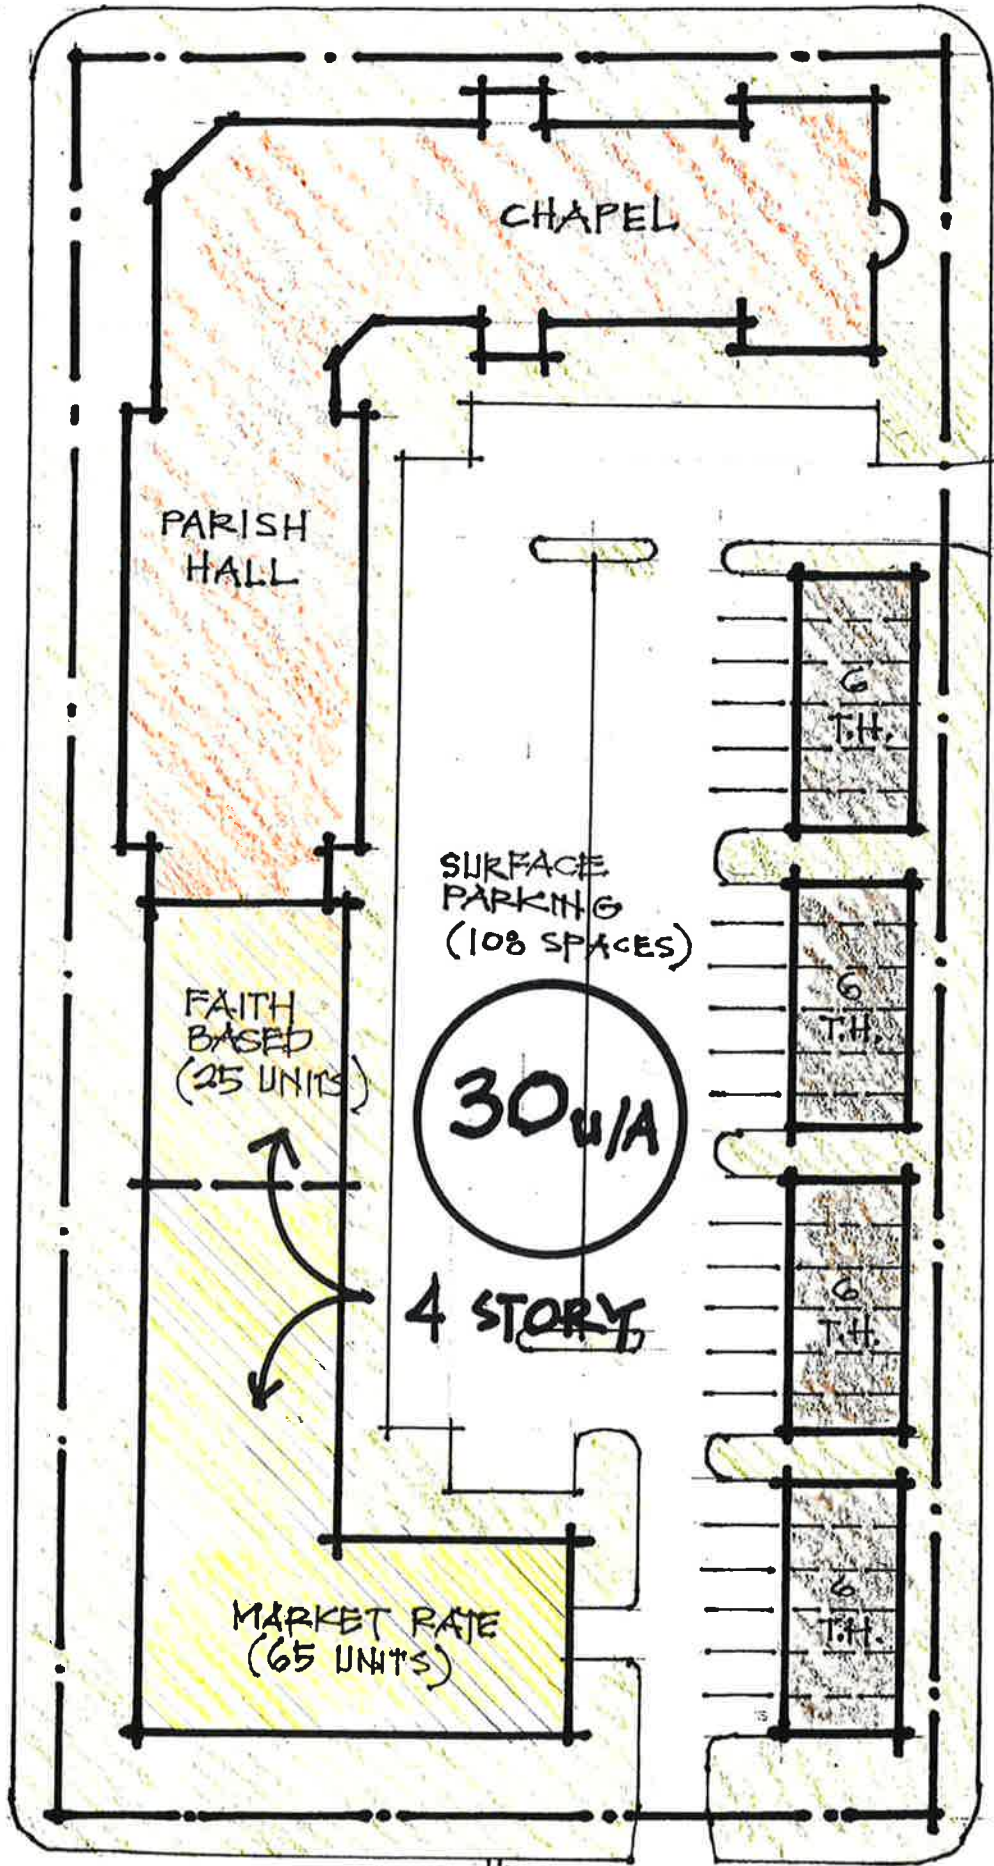 CHAPEL
PARISH
HALL
6
T.H.
SURFACE
PARKING
(108 SPACES)
6
T.H.
FAITH
BASED
(25 UNITS)
30 u/A
6
T.H.
4 STORY
6
T.H.
MARKET RATE
(65 UNITS)